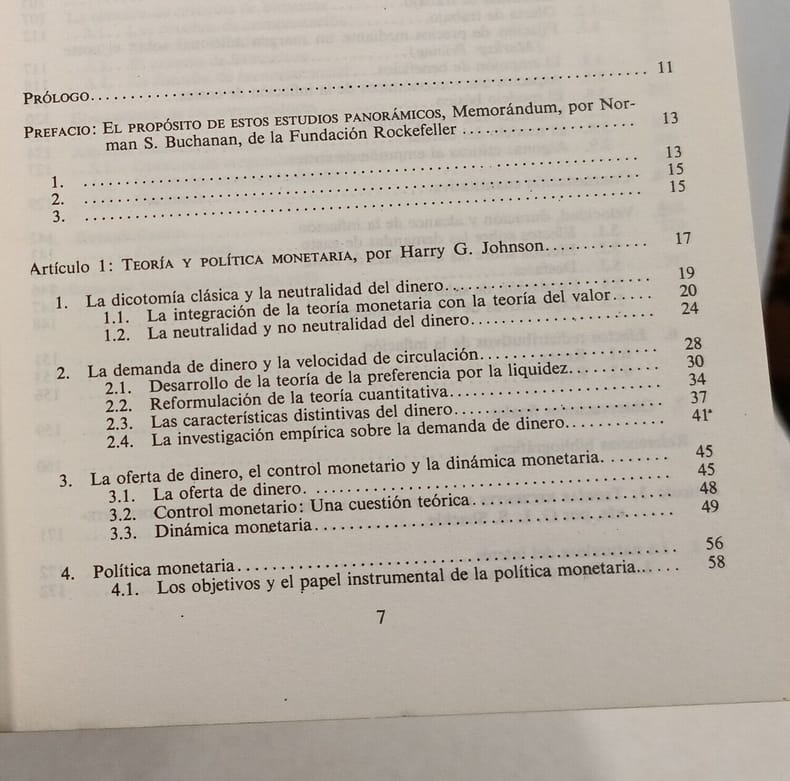 PRÓLOGO 11
PREFACIO: EL PROPÓSITO DE ESTOS ESTUDIOS PANORÁMICOS, Memorándum, por Nor-
man S. Buchanan, de la Fundación Rockefeller 13
1. 13
2. 15
3. 15
Artículo 1: TEORÍA Y POLÍTICA MONETARIA, por Harry G. Johnson 17
1. La dicotomía clásica y la neutralidad del dinero 19
1.1. La integración de la teoría monetaria con la teoría del valor 20
1.2. La neutralidad y no neutralidad del dinero 24
2. La demanda de dinero y la velocidad de circulación 28
2.1. Desarrollo de la teoría de la preferencia por la liquidez 30
2.2. Reformulación de la teoría cuantitativa 34
2.3. Las características distintivas del dinero 37
2.4. La investigación empírica sobre la demanda de dinero 41
3. La oferta de dinero, el control monetario y la dinámica monetaria 45
3.1. La oferta de dinero 45
3.2. Control monetario: Una cuestión teórica 48
3.3. Dinámica monetaria 49
4. Política monetaria 56
4.1. Los objetivos y el papel instrumental de la política monetaria 58
7